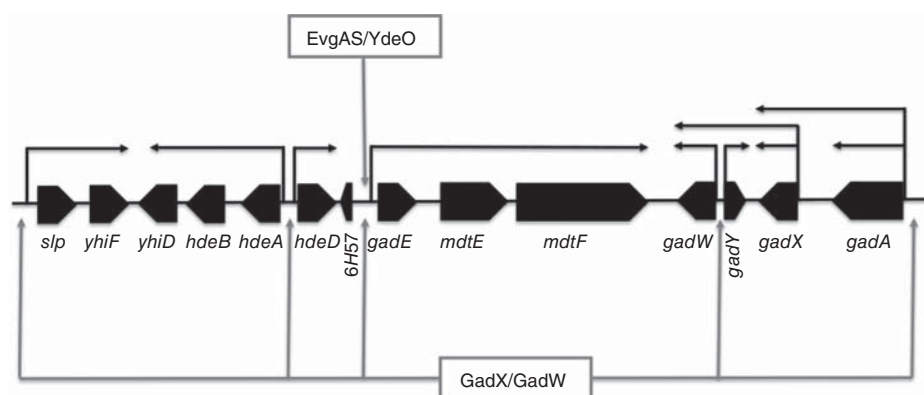 EvgAS/YdeO
slp yhiF yhiD hdeB hdeA hdeD 6H57 gadE mdtE mdtF gadW gadY gadX gadA
GadX/GadW